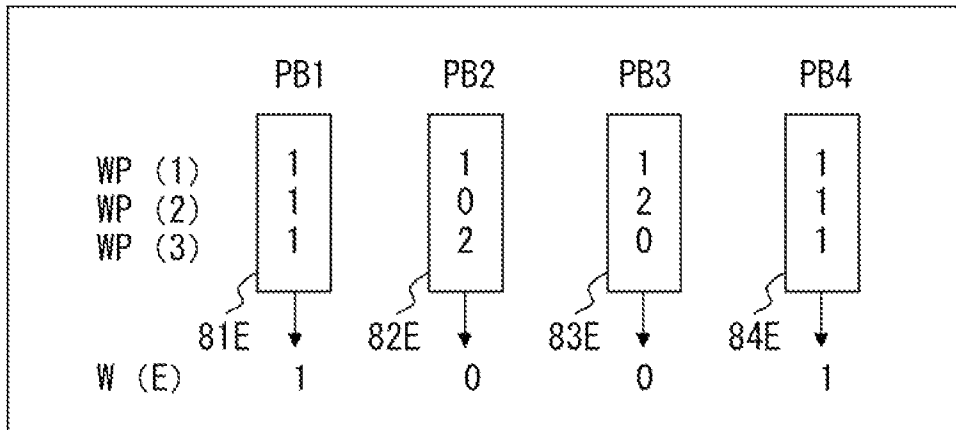 PB1 PB2 PB3 PB4
WP (1) 1 1 1 1
WP (2) 1 0 2 1
WP (3) 1 2 0 1
81E 82E 83E 84E
W (E) 1 0 0 1